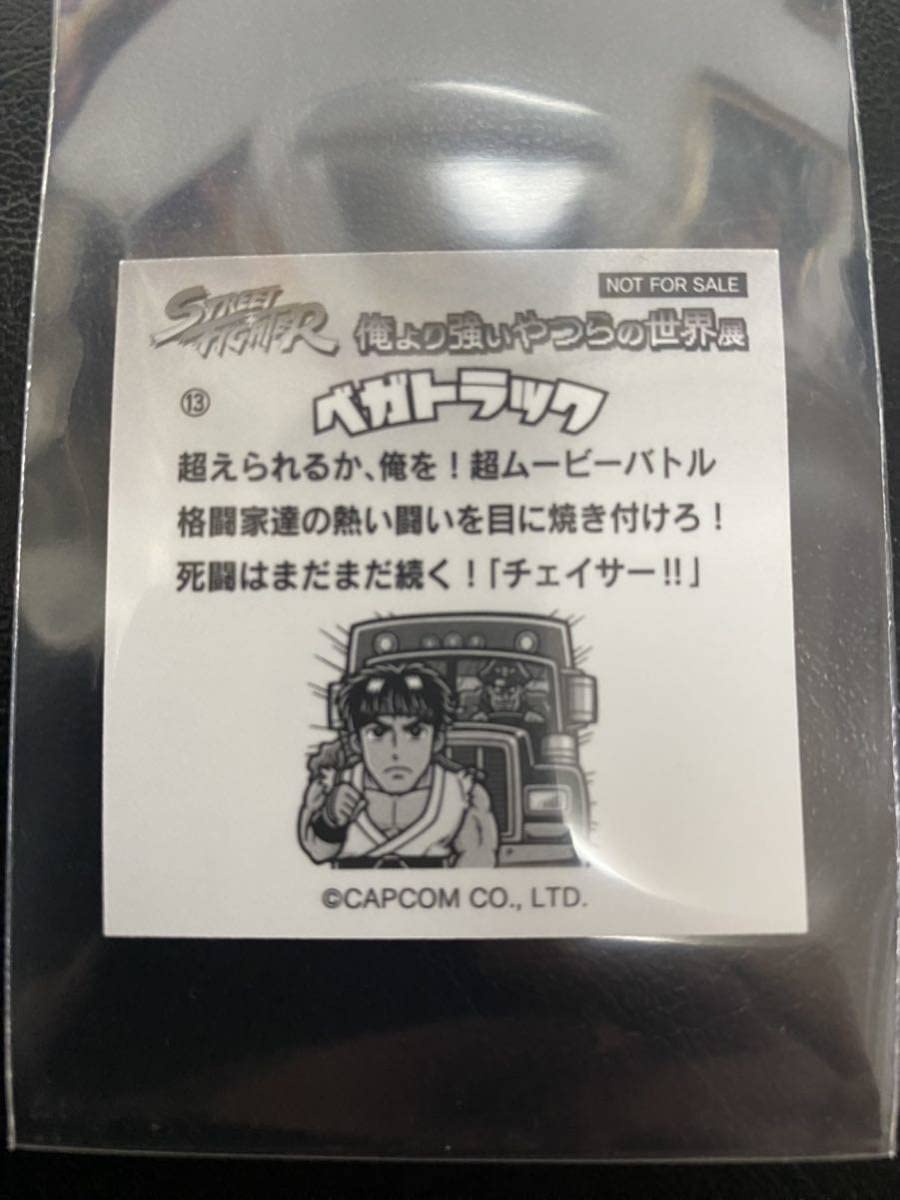 NOT FOR SALE
STREET FIGHTER 俺より強いやつらの世界展
⑬ ベガトラック
超えられるか、俺を！超ムービーバトル
格闘家達の熱い闘いを目に焼き付けろ！
死闘はまだまだ続く！「チェイサー!!」
©CAPCOM CO., LTD.